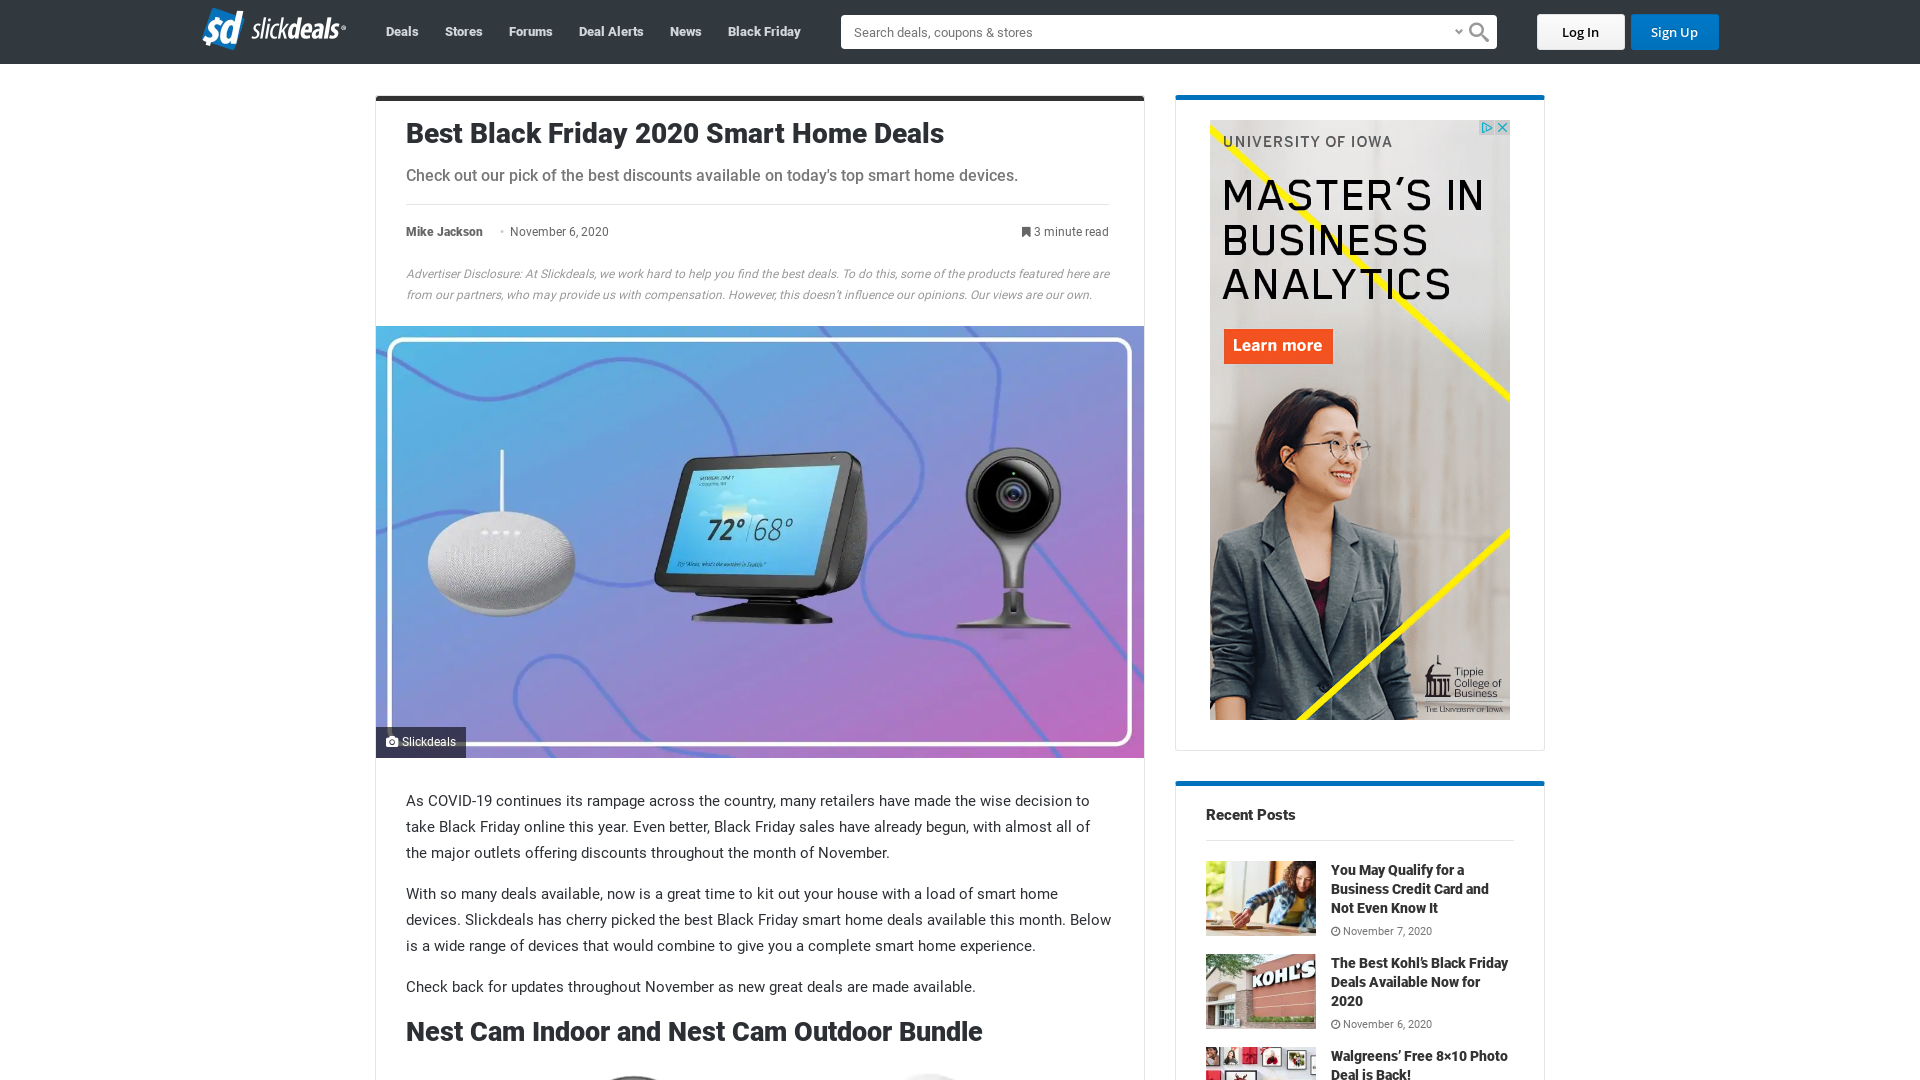 sd slickdeals®
Deals
Stores
Forums
Deal Alerts
News
Black Friday
Search deals, coupons & stores
Log In
Sign Up
Best Black Friday 2020 Smart Home Deals
Check out our pick of the best discounts available on today's top smart home devices.
Mike Jackson • November 6, 2020
3 minute read
Advertiser Disclosure: At Slickdeals, we work hard to help you find the best deals. To do this, some of the products featured here are
from our partners, who may provide us with compensation. However, this doesn’t influence our opinions. Our views are our own.
72° 68°
Slickdeals
As COVID-19 continues its rampage across the country, many retailers have made the wise decision to
take Black Friday online this year. Even better, Black Friday sales have already begun, with almost all of
the major outlets offering discounts throughout the month of November.
With so many deals available, now is a great time to kit out your house with a load of smart home
devices. Slickdeals has cherry picked the best Black Friday smart home deals available this month. Below
is a wide range of devices that would combine to give you a complete smart home experience.
Check back for updates throughout November as new great deals are made available.
Nest Cam Indoor and Nest Cam Outdoor Bundle
UNIVERSITY OF IOWA
MASTER’S IN
BUSINESS
ANALYTICS
Learn more
Tippie
College of
Business
THE UNIVERSITY OF IOWA
Recent Posts
You May Qualify for a
Business Credit Card and
Not Even Know It
November 7, 2020
KOHL'S
The Best Kohl’s Black Friday
Deals Available Now for
2020
November 6, 2020
Walgreens’ Free 8×10 Photo
Deal is Back!